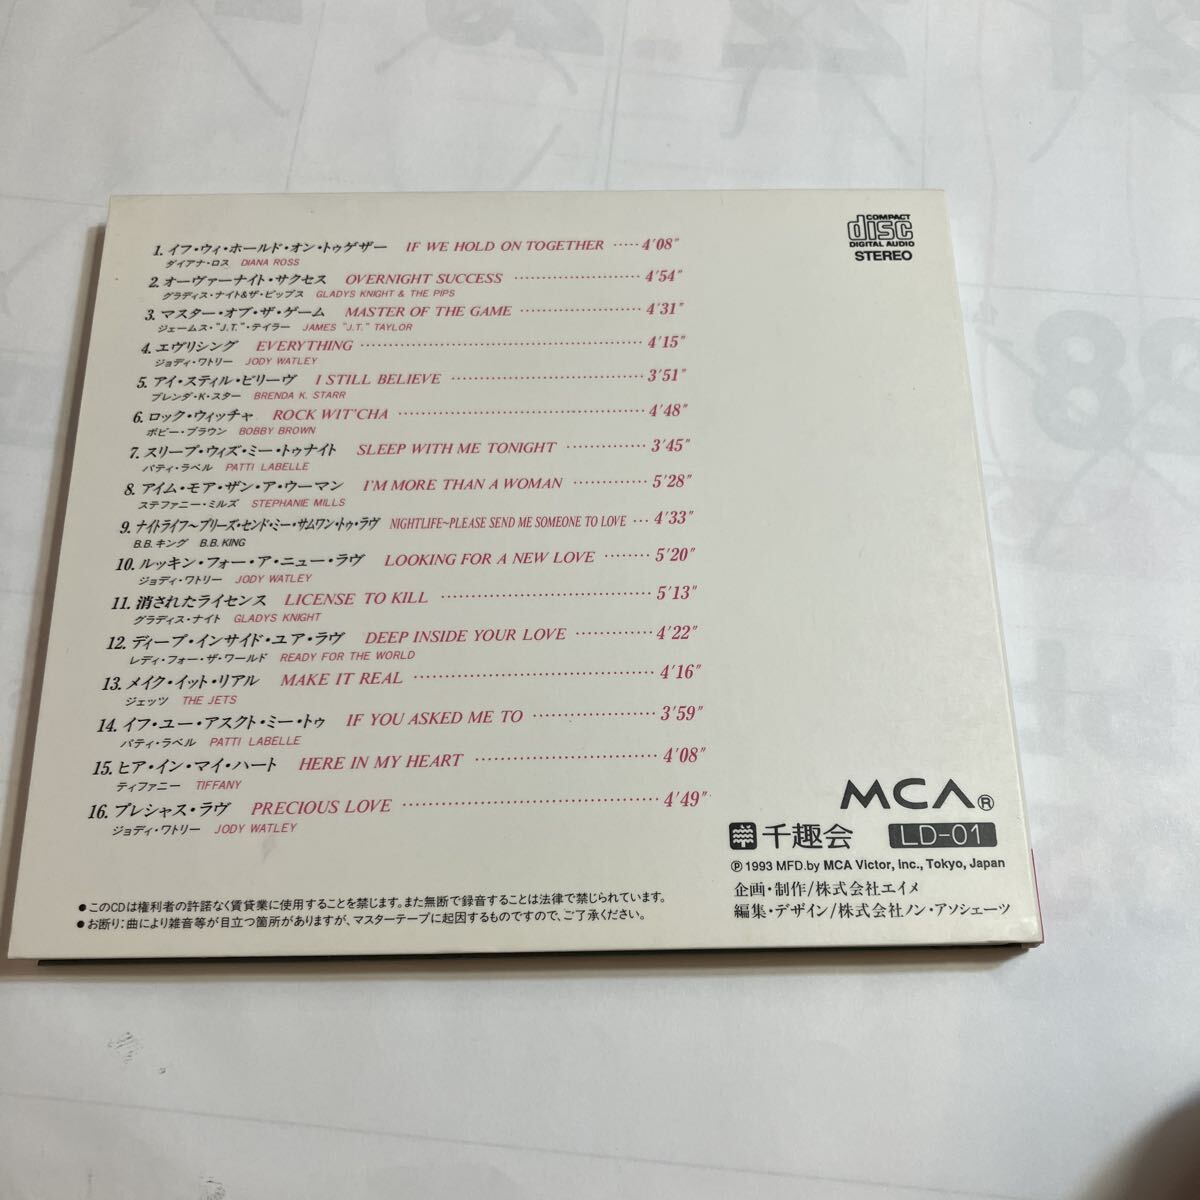 COMPACT
disc
DIGITAL AUDIO
STEREO
1. イフ・ウィ・ホールド・オン・トゥゲザー IF WE HOLD ON TOGETHER ····· 4'08"
ダイアナ・ロス DIANA ROSS
2. オーヴァーナイト・サクセス OVERNIGHT SUCCESS ···················· 4'54"
グラディス・ナイト&ザ・ピップス GLADYS KNIGHT & THE PIPS
3. マスター・オブ・ザ・ゲーム MASTER OF THE GAME ···················· 4'31"
ジェームス・"J.T."・テイラー JAMES "J.T." TAYLOR
4. エヴリシング EVERYTHING ·············································· 4'15"
ジョディ・ワトリー JODY WATLEY
5. アイ・スティル・ビリーヴ I STILL BELIEVE ······························ 3'51"
ブレンダ・K・スター BRENDA K. STARR
6. ロック・ウィッチャ ROCK WIT'CHA ······································· 4'48"
ボビー・ブラウン BOBBY BROWN
7. スリープ・ウィズ・ミー・トゥナイト SLEEP WITH ME TONIGHT ············· 3'45"
パティ・ラベル PATTI LABELLE
8. アイム・モア・ザン・ア・ウーマン I'M MORE THAN A WOMAN ············ 5'28"
ステファニー・ミルズ STEPHANIE MILLS
9. ナイトライフ〜プリーズ・センド・ミー・サムワン・トゥ・ラヴ NIGHTLIFE~PLEASE SEND ME SOMEONE TO LOVE ··· 4'33"
B.B.キング B.B.KING
10. ルッキン・フォー・ア・ニュー・ラヴ LOOKING FOR A NEW LOVE ······· 5'20"
ジョディ・ワトリー JODY WATLEY
11. 消されたライセンス LICENSE TO KILL ·································· 5'13"
グラディス・ナイト GLADYS KNIGHT
12. ディープ・インサイド・ユア・ラヴ DEEP INSIDE YOUR LOVE ············· 4'22"
レディ・フォー・ザ・ワールド READY FOR THE WORLD
13. メイク・イット・リアル MAKE IT REAL ·································· 4'16"
ジェッツ THE JETS
14. イフ・ユー・アスクト・ミー・トゥ IF YOU ASKED ME TO ··················· 3'59"
パティ・ラベル PATTI LABELLE
15. ヒア・イン・マイ・ハート HERE IN MY HEART ···························· 4'08"
ティファニー TIFFANY
16. プレシャス・ラヴ PRECIOUS LOVE ······································ 4'49"
ジョディ・ワトリー JODY WATLEY
MCA®
千趣会 LD-01
Ⓟ 1993 MFD.by MCA Victor, Inc., Tokyo, Japan
企画・制作/株式会社エイメ
編集・デザイン/株式会社ノン・アソシェーツ
●このCDは権利者の許諾なく賃貸業に使用することを禁じます。また無断で録音することは法律で禁じられています。
●お断り:曲により雑音等が目立つ箇所がありますが、マスターテープに起因するものですので、ご了承ください。